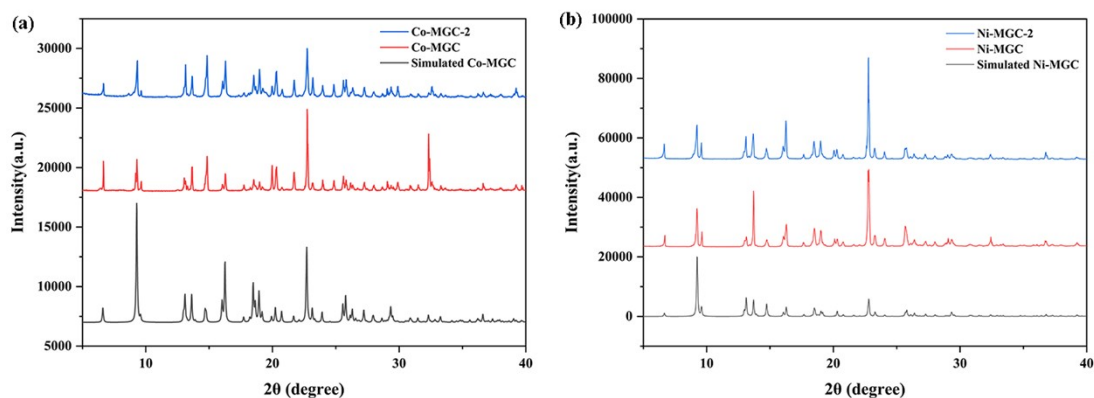 (a)
Co-MGC-2
Co-MGC
Simulated Co-MGC
30000
25000
20000
15000
10000
5000
Intensity(a.u.)
10
20
30
40
2θ (degree)
(b)
Ni-MGC-2
Ni-MGC
Simulated Ni-MGC
100000
80000
60000
40000
20000
0
Intensity(a.u.)
10
20
30
40
2θ (degree)